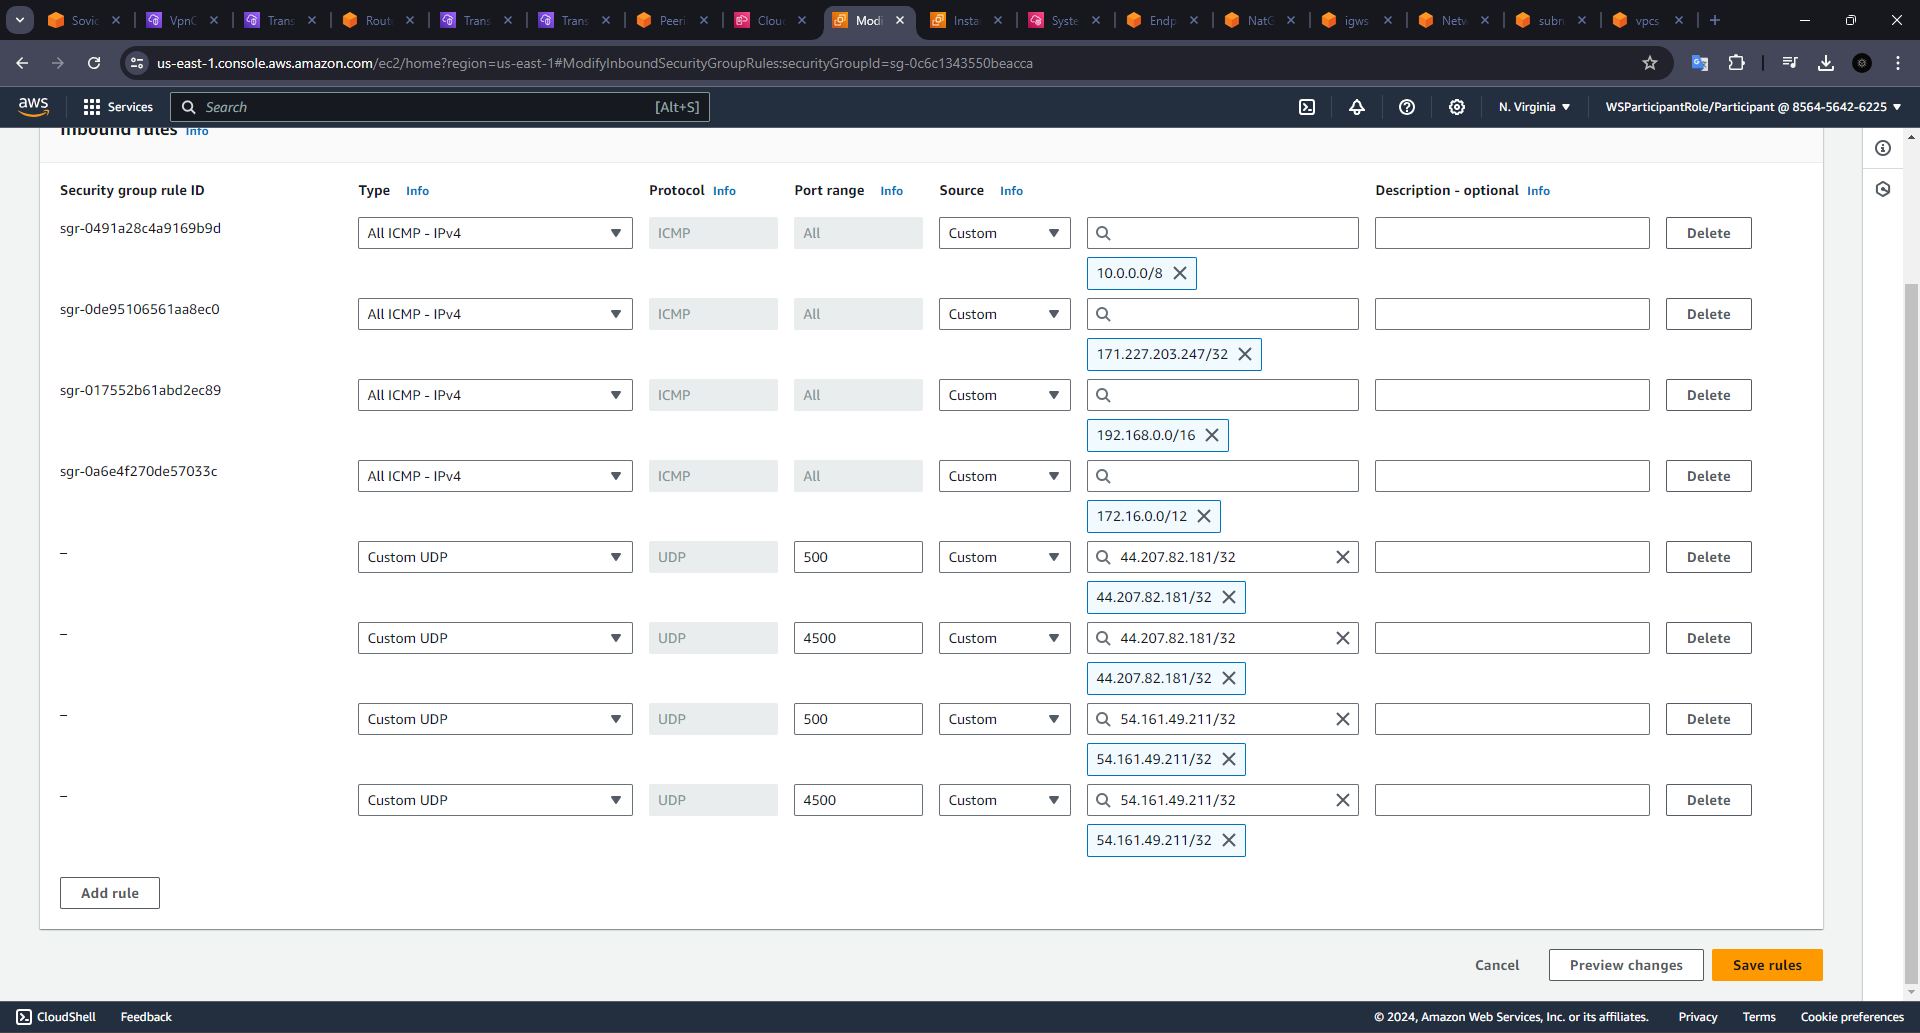 Sovic
VpnC
Trans
Route
Trans
Trans
Peeri
Clou
Modi
Insta
Syste
Endp
NatG
igws
Netw
subn
vpcs
us-east-1.console.aws.amazon.com/ec2/home?region=us-east-1#ModifyInboundSecurityGroupRules:securityGroupId=sg-0c6c1343550beacca
aws
Services
Search
[Alt+S]
N. Virginia
WSParticipantRole/Participant @ 8564-5642-6225
Inbound rules Info
Security group rule ID Type Info Protocol Info Port range Info Source Info Description - optional Info
sgr-0491a28c4a9169b9d All ICMP - IPv4 ICMP All Custom Delete
10.0.0.0/8
sgr-0de95106561aa8ec0 All ICMP - IPv4 ICMP All Custom Delete
171.227.203.247/32
sgr-017552b61abd2ec89 All ICMP - IPv4 ICMP All Custom Delete
192.168.0.0/16
sgr-0a6e4f270de57033c All ICMP - IPv4 ICMP All Custom Delete
172.16.0.0/12
– Custom UDP UDP 500 Custom 44.207.82.181/32 Delete
44.207.82.181/32
– Custom UDP UDP 4500 Custom 44.207.82.181/32 Delete
44.207.82.181/32
– Custom UDP UDP 500 Custom 54.161.49.211/32 Delete
54.161.49.211/32
– Custom UDP UDP 4500 Custom 54.161.49.211/32 Delete
54.161.49.211/32
Add rule
Cancel Preview changes Save rules
CloudShell Feedback © 2024, Amazon Web Services, Inc. or its affiliates. Privacy Terms Cookie preferences